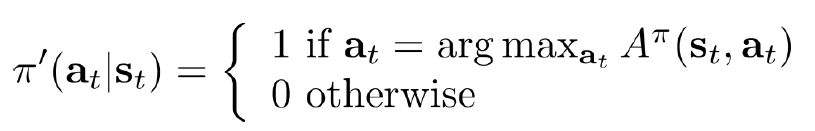 π′(a_t|s_t) = { 1 if a_t = arg max_{a_t} A^π(s_t, a_t)
0 otherwise